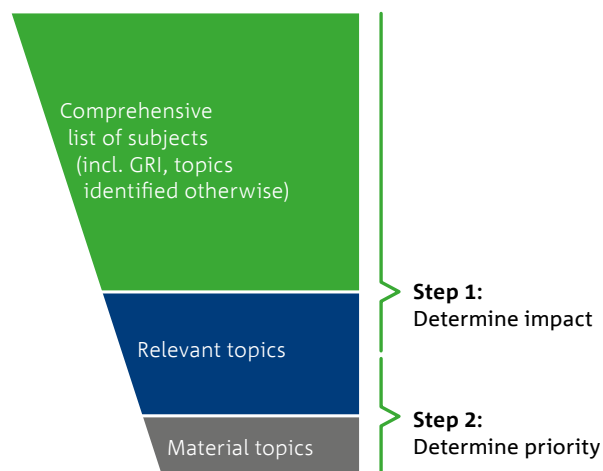 Comprehensive
list of subjects
(incl. GRI, topics
identified otherwise)
Step 1:
Determine impact
Relevant topics
Step 2:
Determine priority
Material topics